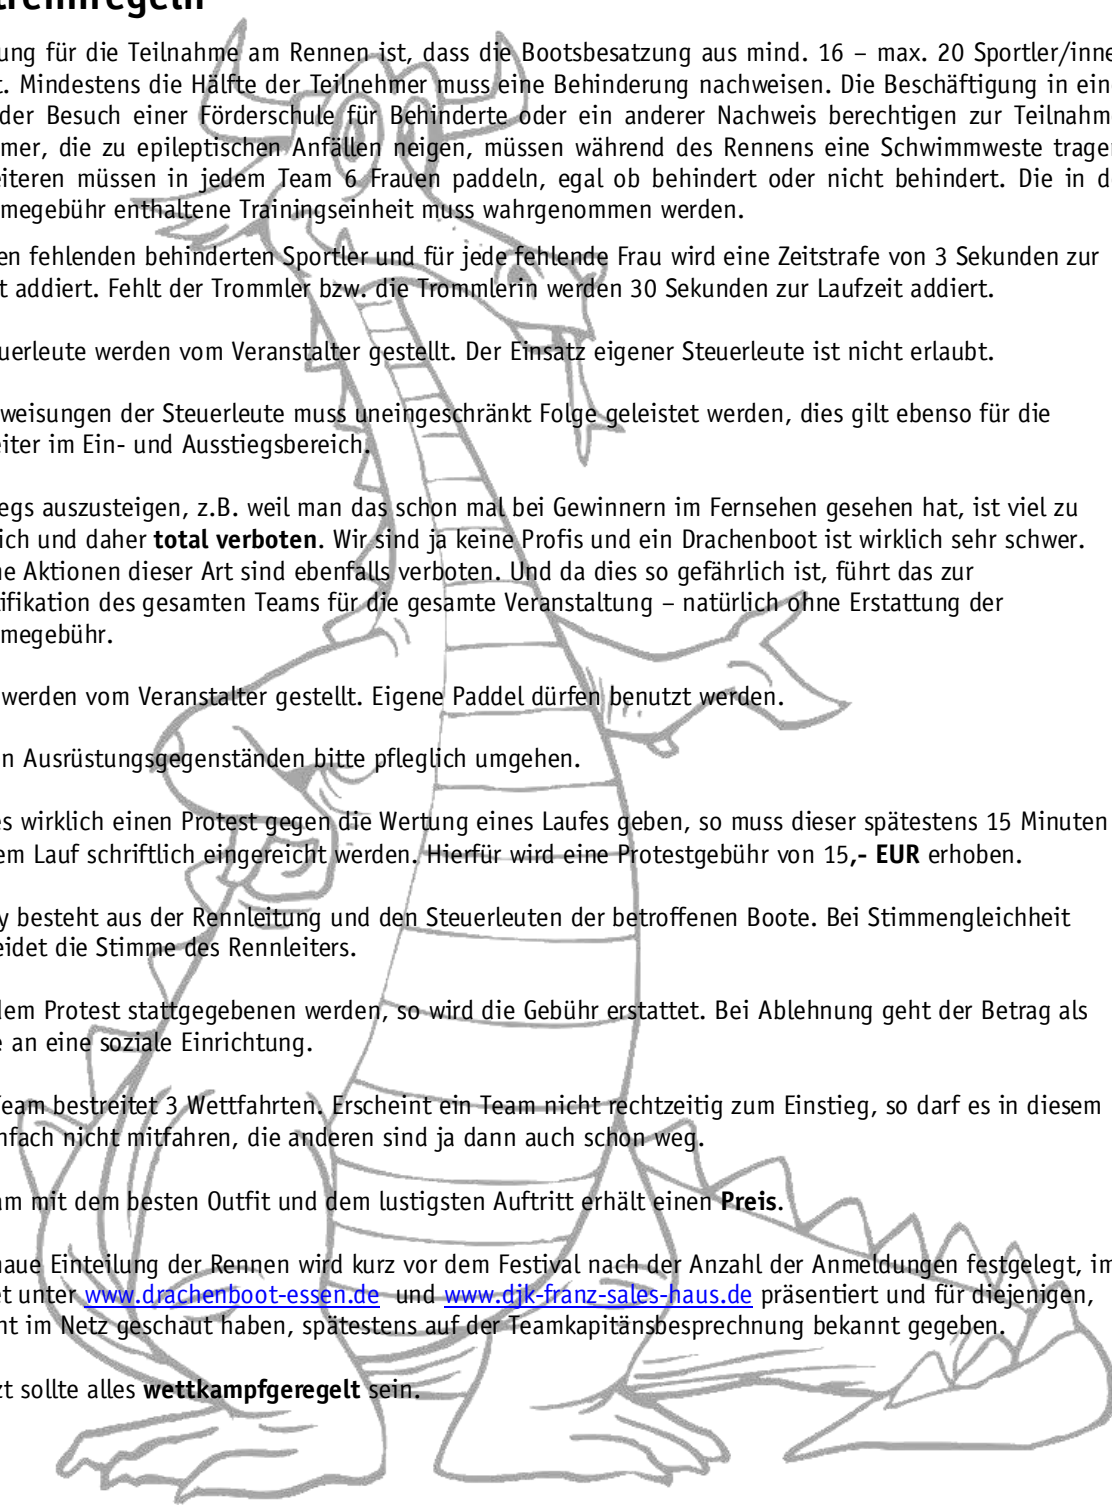 trennregeln
ung für die Teilnahme am Rennen ist, dass die Bootsbesatzung aus mind. 16 – max. 20 Sportler/inne
t. Mindestens die Hälfte der Teilnehmer muss eine Behinderung nachweisen. Die Beschäftigung in ein
der Besuch einer Förderschule für Behinderte oder ein anderer Nachweis berechtigen zur Teilnahm
mer, die zu epileptischen Anfällen neigen, müssen während des Rennens eine Schwimmweste tragen
eiteren müssen in jedem Team 6 Frauen paddeln, egal ob behindert oder nicht behindert. Die in de
megebühr enthaltene Trainingseinheit muss wahrgenommen werden.
en fehlenden behinderten Sportler und für jede fehlende Frau wird eine Zeitstrafe von 3 Sekunden zur
t addiert. Fehlt der Trommler bzw. die Trommlerin werden 30 Sekunden zur Laufzeit addiert.
uerleute werden vom Veranstalter gestellt. Der Einsatz eigener Steuerleute ist nicht erlaubt.
weisungen der Steuerleute muss uneingeschränkt Folge geleistet werden, dies gilt ebenso für die
eiter im Ein- und Ausstiegsbereich.
egs auszusteigen, z.B. weil man das schon mal bei Gewinnern im Fernsehen gesehen hat, ist viel zu
ich und daher total verboten. Wir sind ja keine Profis und ein Drachenboot ist wirklich sehr schwer.
ne Aktionen dieser Art sind ebenfalls verboten. Und da dies so gefährlich ist, führt das zur
ifikation des gesamten Teams für die gesamte Veranstaltung – natürlich ohne Erstattung der
megebühr.
werden vom Veranstalter gestellt. Eigene Paddel dürfen benutzt werden.
n Ausrüstungsgegenständen bitte pfleglich umgehen.
es wirklich einen Protest gegen die Wertung eines Laufes geben, so muss dieser spätestens 15 Minuten
em Lauf schriftlich eingereicht werden. Hierfür wird eine Protestgebühr von 15,- EUR erhoben.
y besteht aus der Rennleitung und den Steuerleuten der betroffenen Boote. Bei Stimmengleichheit
eidet die Stimme des Rennleiters.
dem Protest stattgegebenen werden, so wird die Gebühr erstattet. Bei Ablehnung geht der Betrag als
e an eine soziale Einrichtung.
Team bestreitet 3 Wettfahrten. Erscheint ein Team nicht rechtzeitig zum Einstieg, so darf es in diesem
nfach nicht mitfahren, die anderen sind ja dann auch schon weg.
am mit dem besten Outfit und dem lustigsten Auftritt erhält einen Preis.
naue Einteilung der Rennen wird kurz vor dem Festival nach der Anzahl der Anmeldungen festgelegt, im
et unter www.drachenboot-essen.de und www.djk-franz-sales-haus.de präsentiert und für diejenigen,
ht im Netz geschaut haben, spätestens auf der Teamkapitänsbesprechnung bekannt gegeben.
zt sollte alles wettkampfgeregelt sein.